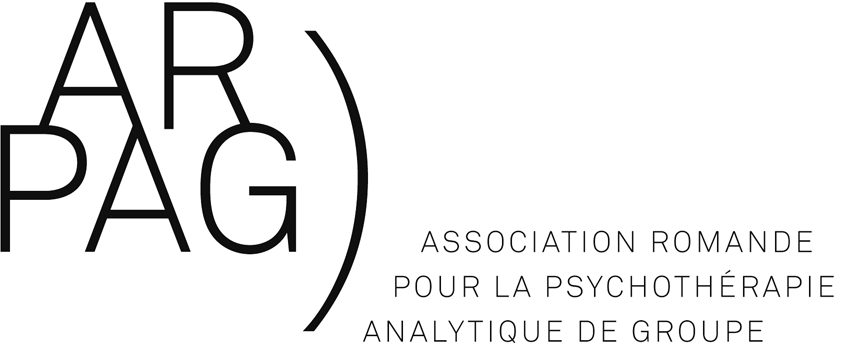 AR
PAG)
ASSOCIATION ROMANDE
POUR LA PSYCHOTHÉRAPIE
ANALYTIQUE DE GROUPE